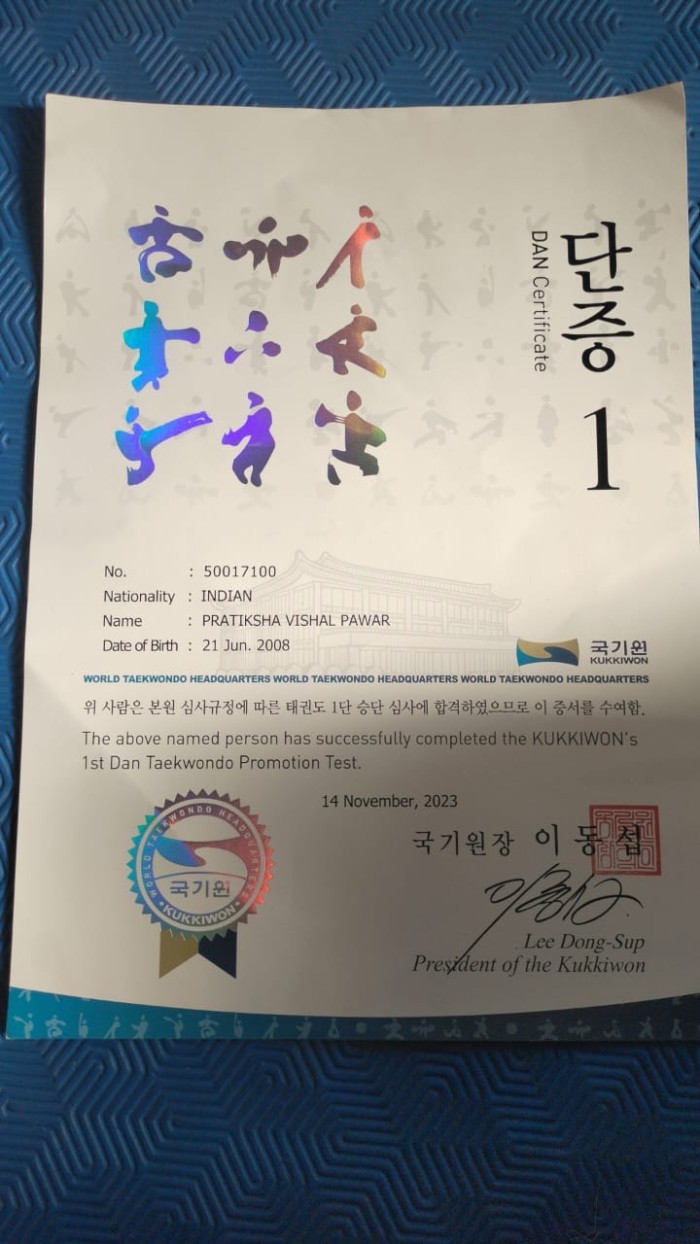 단증 1
DAN Certificate
No. : 50017100
Nationality : INDIAN
Name : PRATIKSHA VISHAL PAWAR
Date of Birth : 21 Jun. 2008
국기원
KUKKIWON
WORLD TAEKWONDO HEADQUARTERS WORLD TAEKWONDO HEADQUARTERS WORLD TAEKWONDO HEADQUARTERS
위 사람은 본원 심사규정에 따른 태권도 1단 승단 심사에 합격하였으므로 이 증서를 수여함.
The above named person has successfully completed the KUKKIWON's
1st Dan Taekwondo Promotion Test.
14 November, 2023
WORLD TAEKWONDO HEADQUARTERS
국기원
•KUKKIWON•
국기원장 이동섭
Lee Dong-Sup
President of the Kukkiwon